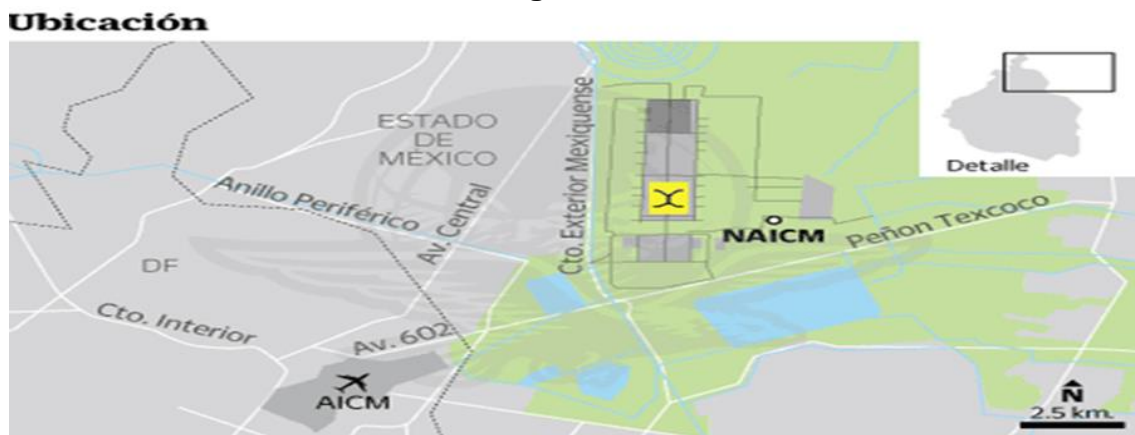 Ubicación
ESTADO
DE
MÉXICO
Anillo Periférico
Av. Central
Cto. Exterior Mexiquense
DF
Cto. Interior
Av. 602
AICM
NAICM
Peñon Texcoco
Detalle
N
2.5 km.